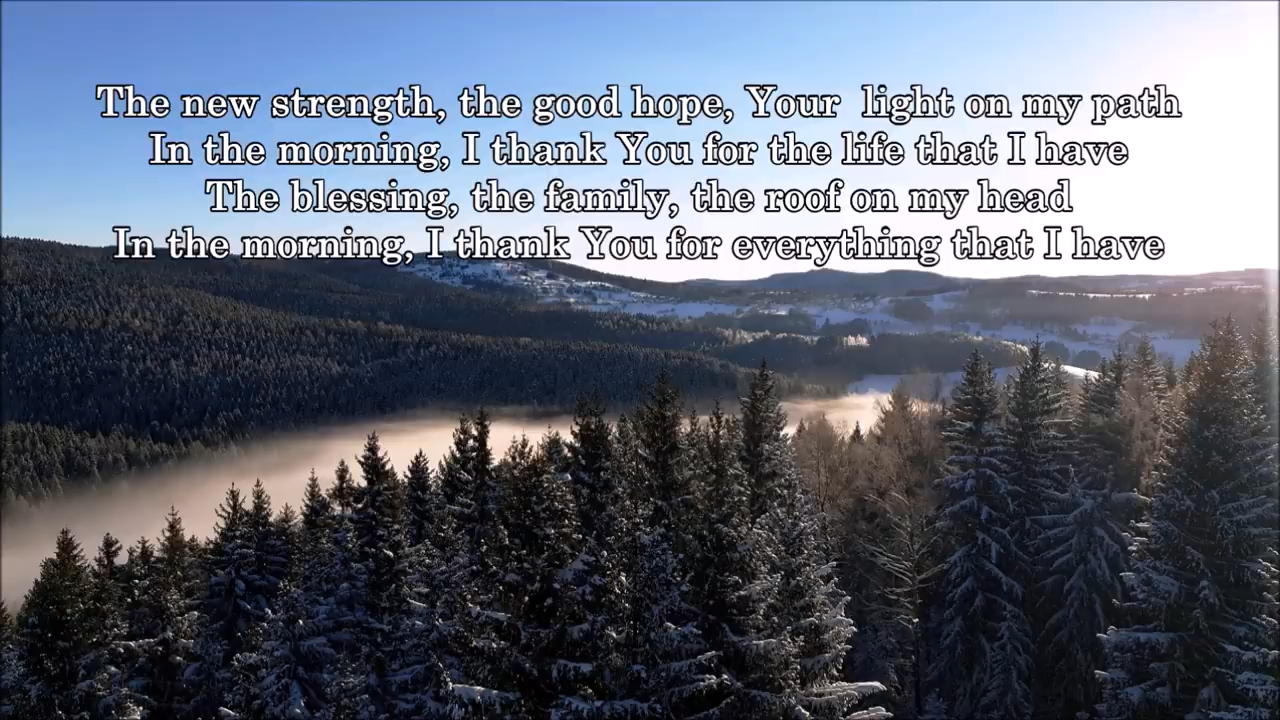 The new strength, the good hope, Your  light on my path
In the morning, I thank You for the life that I have
The blessing, the family, the roof on my head
In the morning, I thank You for everything that I have